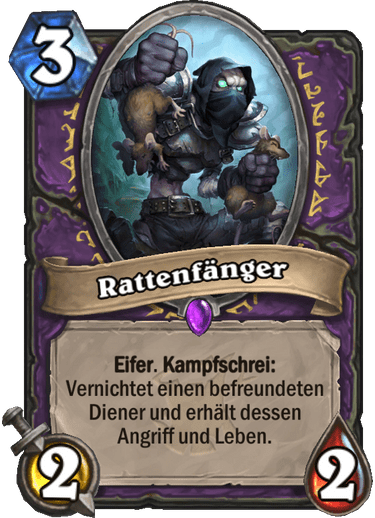 3
Rattenfänger
Eifer. Kampfschrei:
Vernichtet einen befreundeten
Diener und erhält dessen
Angriff und Leben.
2
2